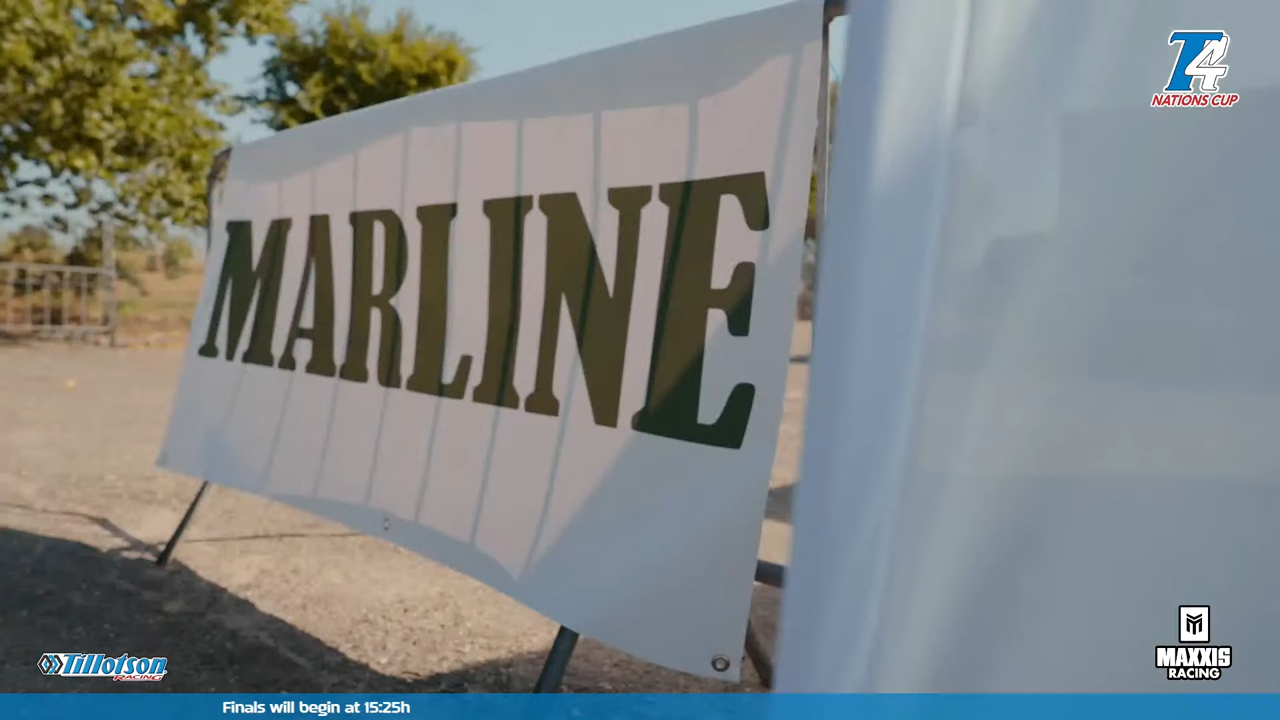 T4
NATIONS CUP
MARLINE
MAXXIS
RACING
Tillotson
RACING
Finals will begin at 15:25h